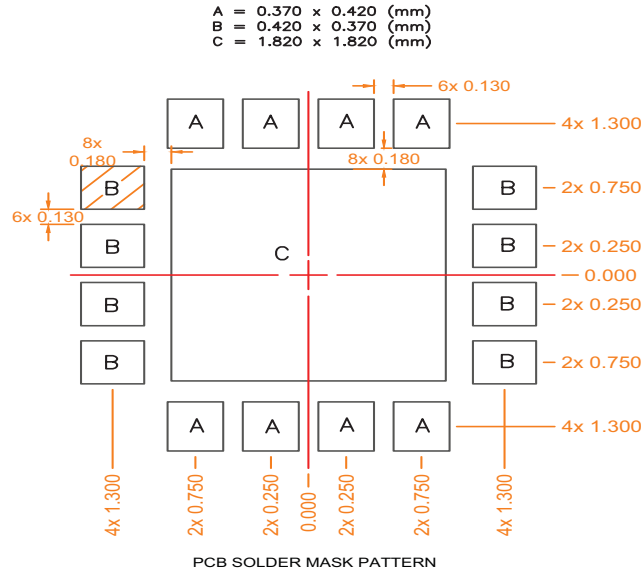 A = 0.370 x 0.420 (mm)
B = 0.420 x 0.370 (mm)
C = 1.820 x 1.820 (mm)
6x 0.130
A A A A
4x 1.300
8x
0.180
8x 0.180
B
B
2x 0.750
6x 0.130
B
B
2x 0.250
C
0.000
B
B
2x 0.250
B
B
2x 0.750
A A A A
4x 1.300
4x 1.300
2x 0.750
2x 0.250
0.000
2x 0.250
2x 0.750
4x 1.300
PCB SOLDER MASK PATTERN